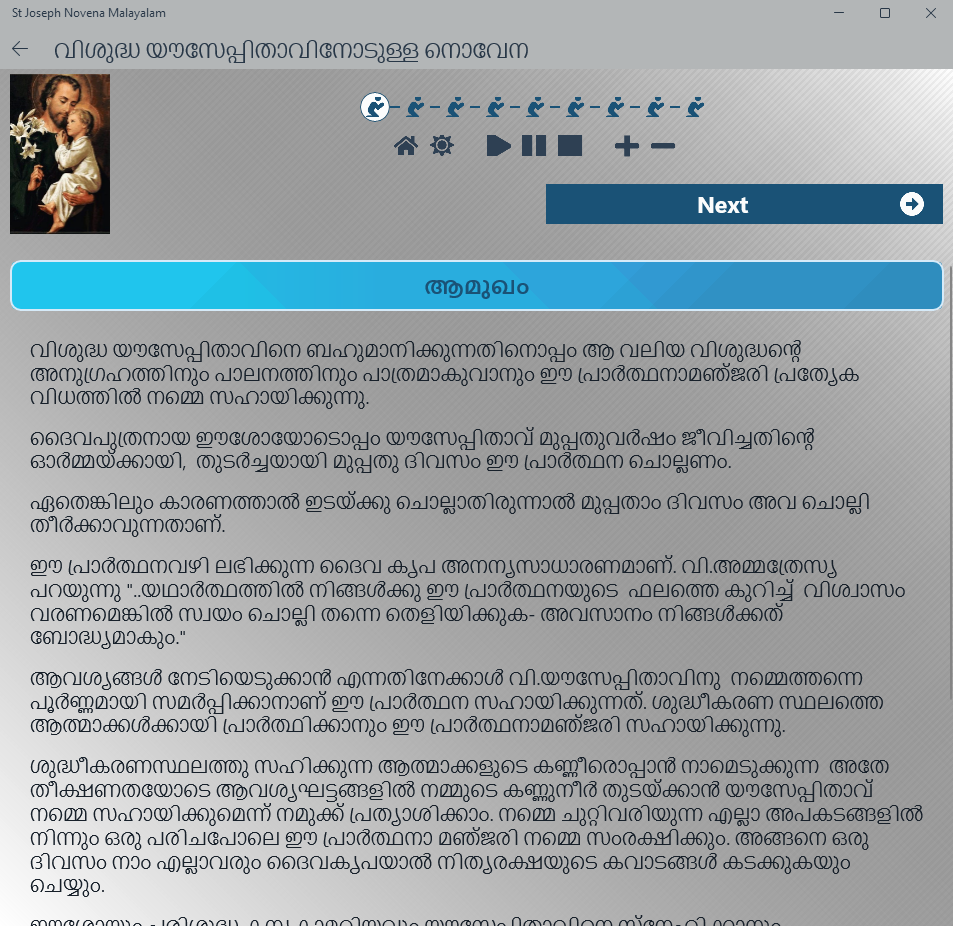 St Joseph Novena Malayalam
വിശുദ്ധ യൗസേപ്പിതാവിനോടുള്ള നൊവേന
Next
ആമുഖം
വിശുദ്ധ യൗസേപ്പിതാവിനെ ബഹുമാനിക്കുന്നതിനൊപ്പം ആ വലിയ വിശുദ്ധന്റെ
അനുഗ്രഹത്തിനും പാലനത്തിനും പാത്രമാകുവാനും ഈ പ്രാർത്ഥനാമഞ്ജരി പ്രത്യേക
വിധത്തിൽ നമ്മെ സഹായിക്കുന്നു.
ദൈവപുത്രനായ ഈശോയോടൊപ്പം യൗസേപ്പിതാവ് മുപ്പതുവർഷം ജീവിച്ചതിന്റെ
ഓർമ്മയ്ക്കായി, തുടർച്ചയായി മുപ്പതു ദിവസം ഈ പ്രാർത്ഥന ചൊല്ലണം.
ഏതെങ്കിലും കാരണത്താൽ ഇടയ്ക്കു ചൊല്ലാതിരുന്നാൽ മുപ്പതാം ദിവസം അവ ചൊല്ലി
തീർക്കാവുന്നതാണ്.
ഈ പ്രാർത്ഥനവഴി ലഭിക്കുന്ന ദൈവ കൃപ അനന്യസാധാരണമാണ്. വി.അമ്മത്രേസ്യ
പറയുന്നു "..യഥാർത്ഥത്തിൽ നിങ്ങൾക്കു ഈ പ്രാർത്ഥനയുടെ ഫലത്തെ കുറിച്ച് വിശ്വാസം
വരണമെങ്കിൽ സ്വയം ചൊല്ലി തന്നെ തെളിയിക്കുക- അവസാനം നിങ്ങൾക്കത്
ബോദ്ധ്യമാകും."
ആവശ്യങ്ങൾ നേടിയെടുക്കാൻ എന്നതിനേക്കാൾ വി.യൗസേപ്പിതാവിനു നമ്മെത്തന്നെ
പൂർണ്ണമായി സമർപ്പിക്കാനാണ് ഈ പ്രാർത്ഥന സഹായിക്കുന്നത്. ശുദ്ധീകരണ സ്ഥലത്തെ
ആത്മാക്കൾക്കായി പ്രാർത്ഥിക്കാനും ഈ പ്രാർത്ഥനാമഞ്ജരി സഹായിക്കുന്നു.
ശുദ്ധീകരണസ്ഥലത്തു സഹിക്കുന്ന ആത്മാക്കളുടെ കണ്ണീരൊപ്പാൻ നാമെടുക്കുന്ന അതേ
തീക്ഷണതയോടെ ആവശ്യഘട്ടങ്ങളിൽ നമ്മുടെ കണ്ണുനീർ തുടയ്ക്കാൻ യൗസേപ്പിതാവ്
നമ്മെ സഹായിക്കുമെന്ന് നമുക്ക് പ്രത്യാശിക്കാം. നമ്മെ ചുറ്റിവരിയുന്ന എല്ലാ അപകടങ്ങളിൽ
നിന്നും ഒരു പരിചപോലെ ഈ പ്രാർത്ഥനാ മഞ്ജരി നമ്മെ സംരക്ഷിക്കും. അങ്ങനെ ഒരു
ദിവസം നാം എല്ലാവരും ദൈവകൃപയാൽ നിത്യരക്ഷയുടെ കവാടങ്ങൾ കടക്കുകയും
ചെയ്യും.